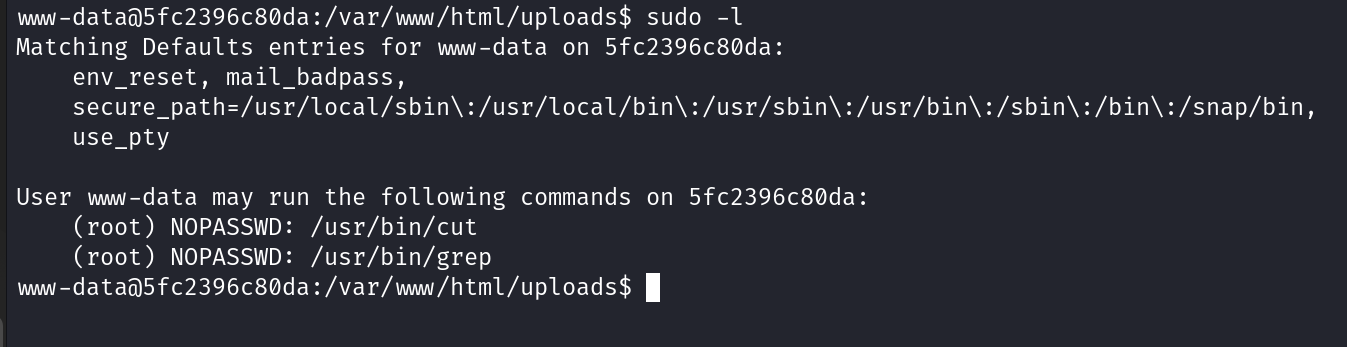 www-data@5fc2396c80da:/var/www/html/uploads$ sudo -l
Matching Defaults entries for www-data on 5fc2396c80da:
    env_reset, mail_badpass,
    secure_path=/usr/local/sbin\:/usr/local/bin\:/usr/sbin\:/usr/bin\:/sbin\:/bin\:/snap/bin,
    use_pty

User www-data may run the following commands on 5fc2396c80da:
    (root) NOPASSWD: /usr/bin/cut
    (root) NOPASSWD: /usr/bin/grep
www-data@5fc2396c80da:/var/www/html/uploads$